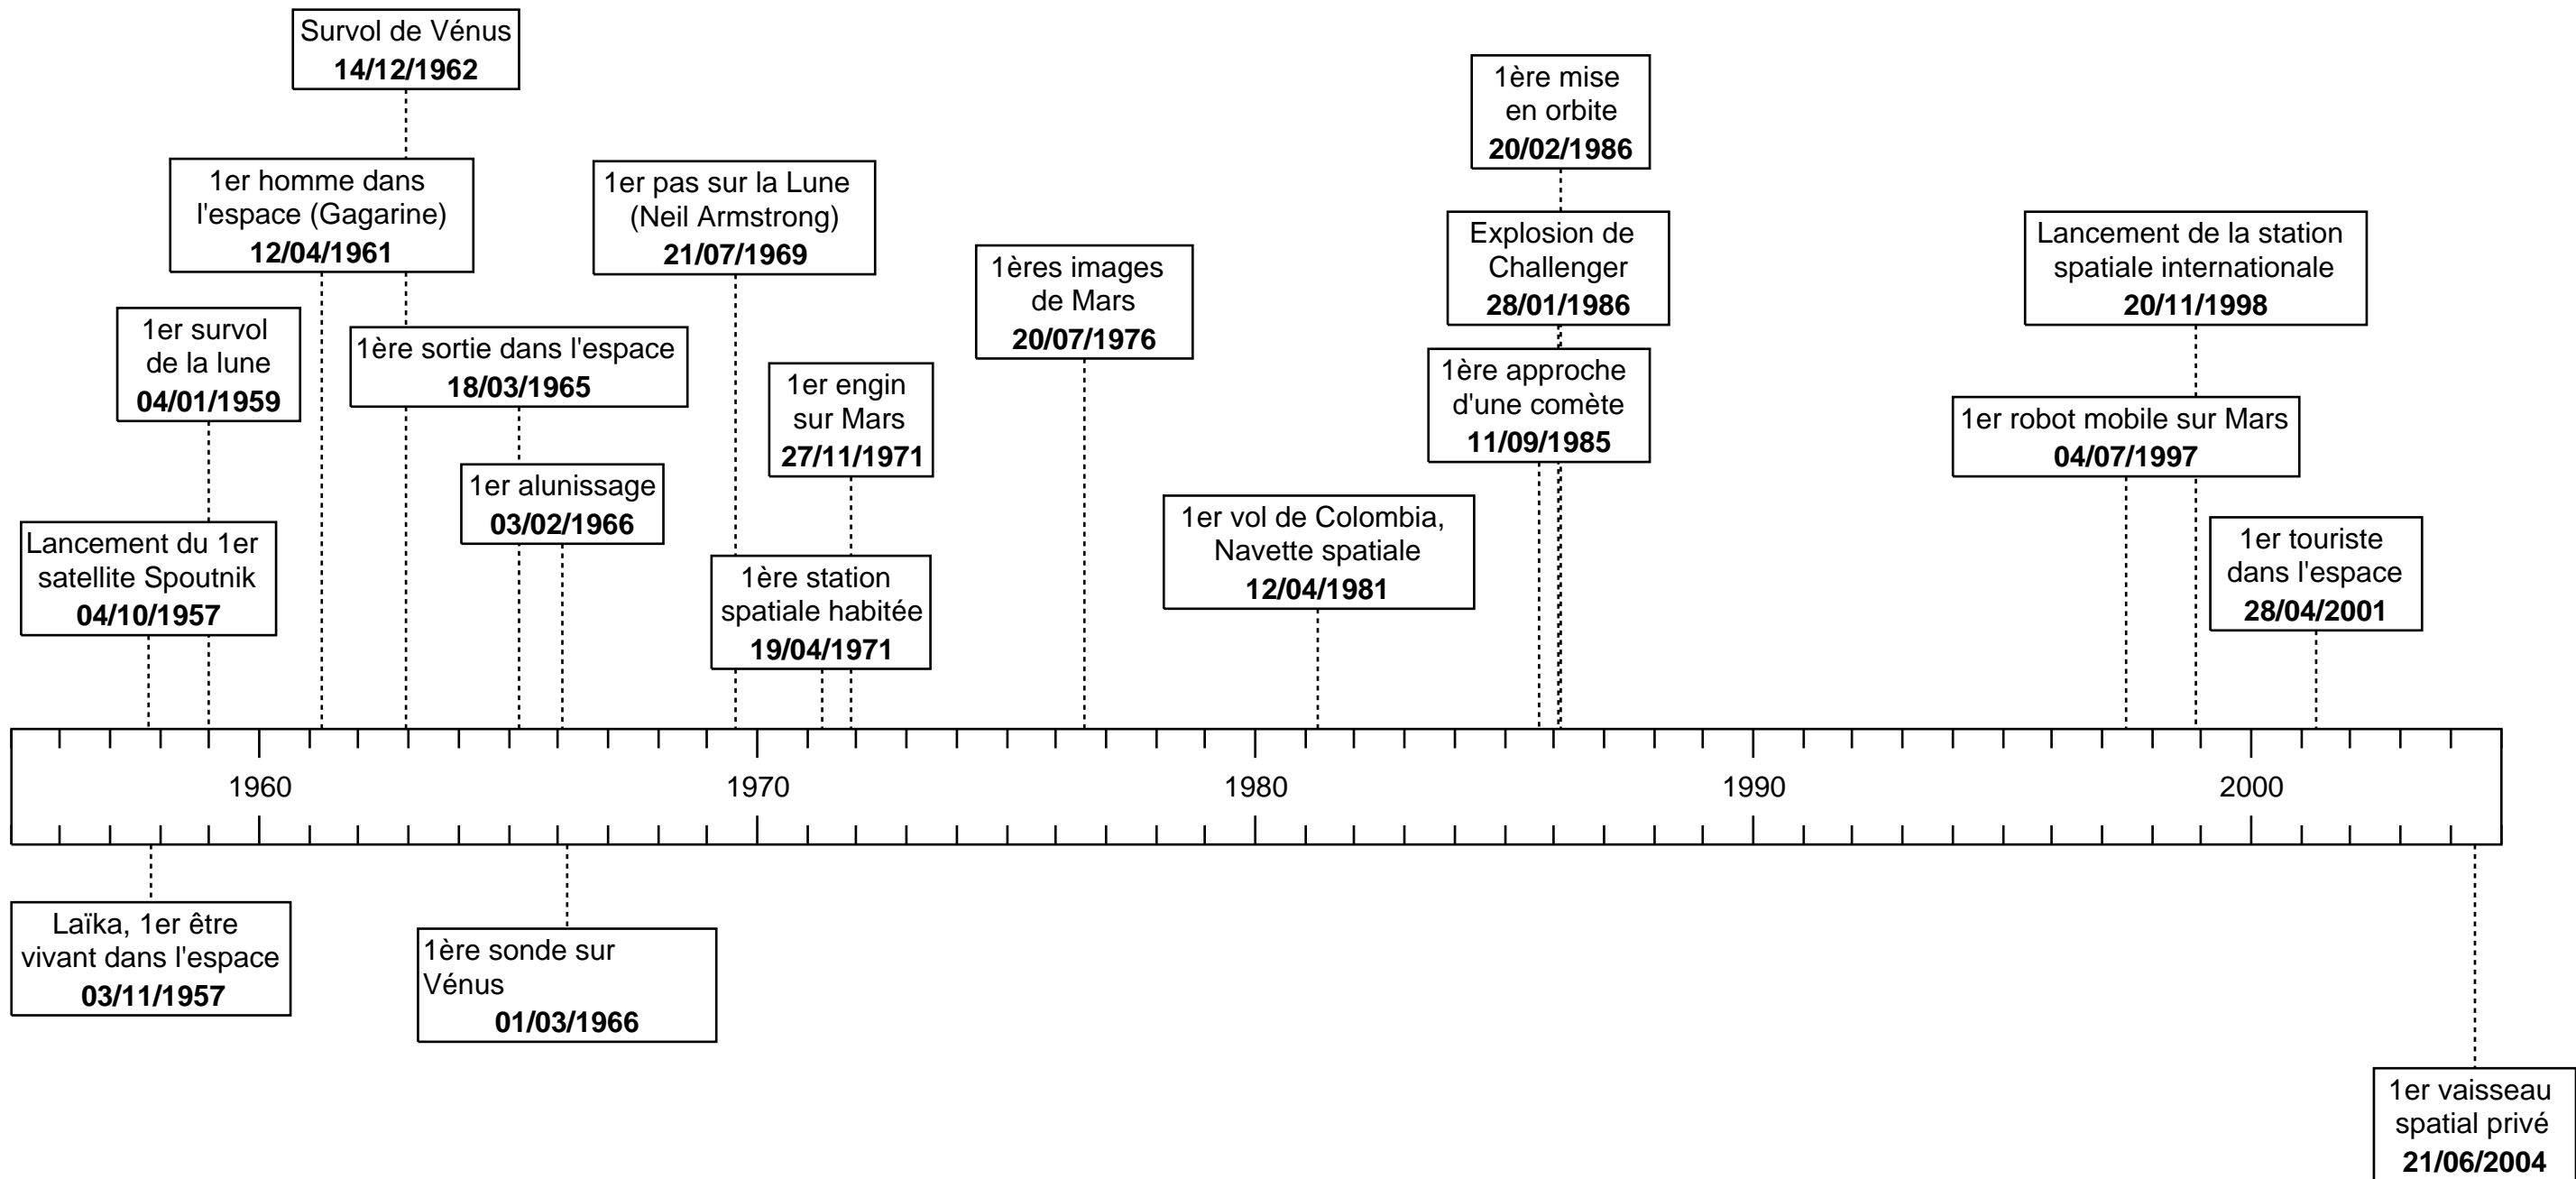 Survol de Vénus
14/12/1962
1ère mise
en orbite
20/02/1986
1er homme dans
l'espace (Gagarine)
12/04/1961
1er pas sur la Lune
(Neil Armstrong)
21/07/1969
Explosion de
Challenger
28/01/1986
Lancement de la station
spatiale internationale
20/11/1998
1ères images
de Mars
20/07/1976
1er survol
de la lune
04/01/1959
1ère sortie dans l'espace
18/03/1965
1er engin
sur Mars
27/11/1971
1ère approche
d'une comète
11/09/1985
1er robot mobile sur Mars
04/07/1997
1er alunissage
03/02/1966
1er vol de Colombia,
Navette spatiale
12/04/1981
Lancement du 1er
satellite Spoutnik
04/10/1957
1ère station
spatiale habitée
19/04/1971
1er touriste
dans l'espace
28/04/2001
1960 1970 1980 1990 2000
Laïka, 1er être
vivant dans l'espace
03/11/1957
1ère sonde sur
Vénus
01/03/1966
1er vaisseau
spatial privé
21/06/2004